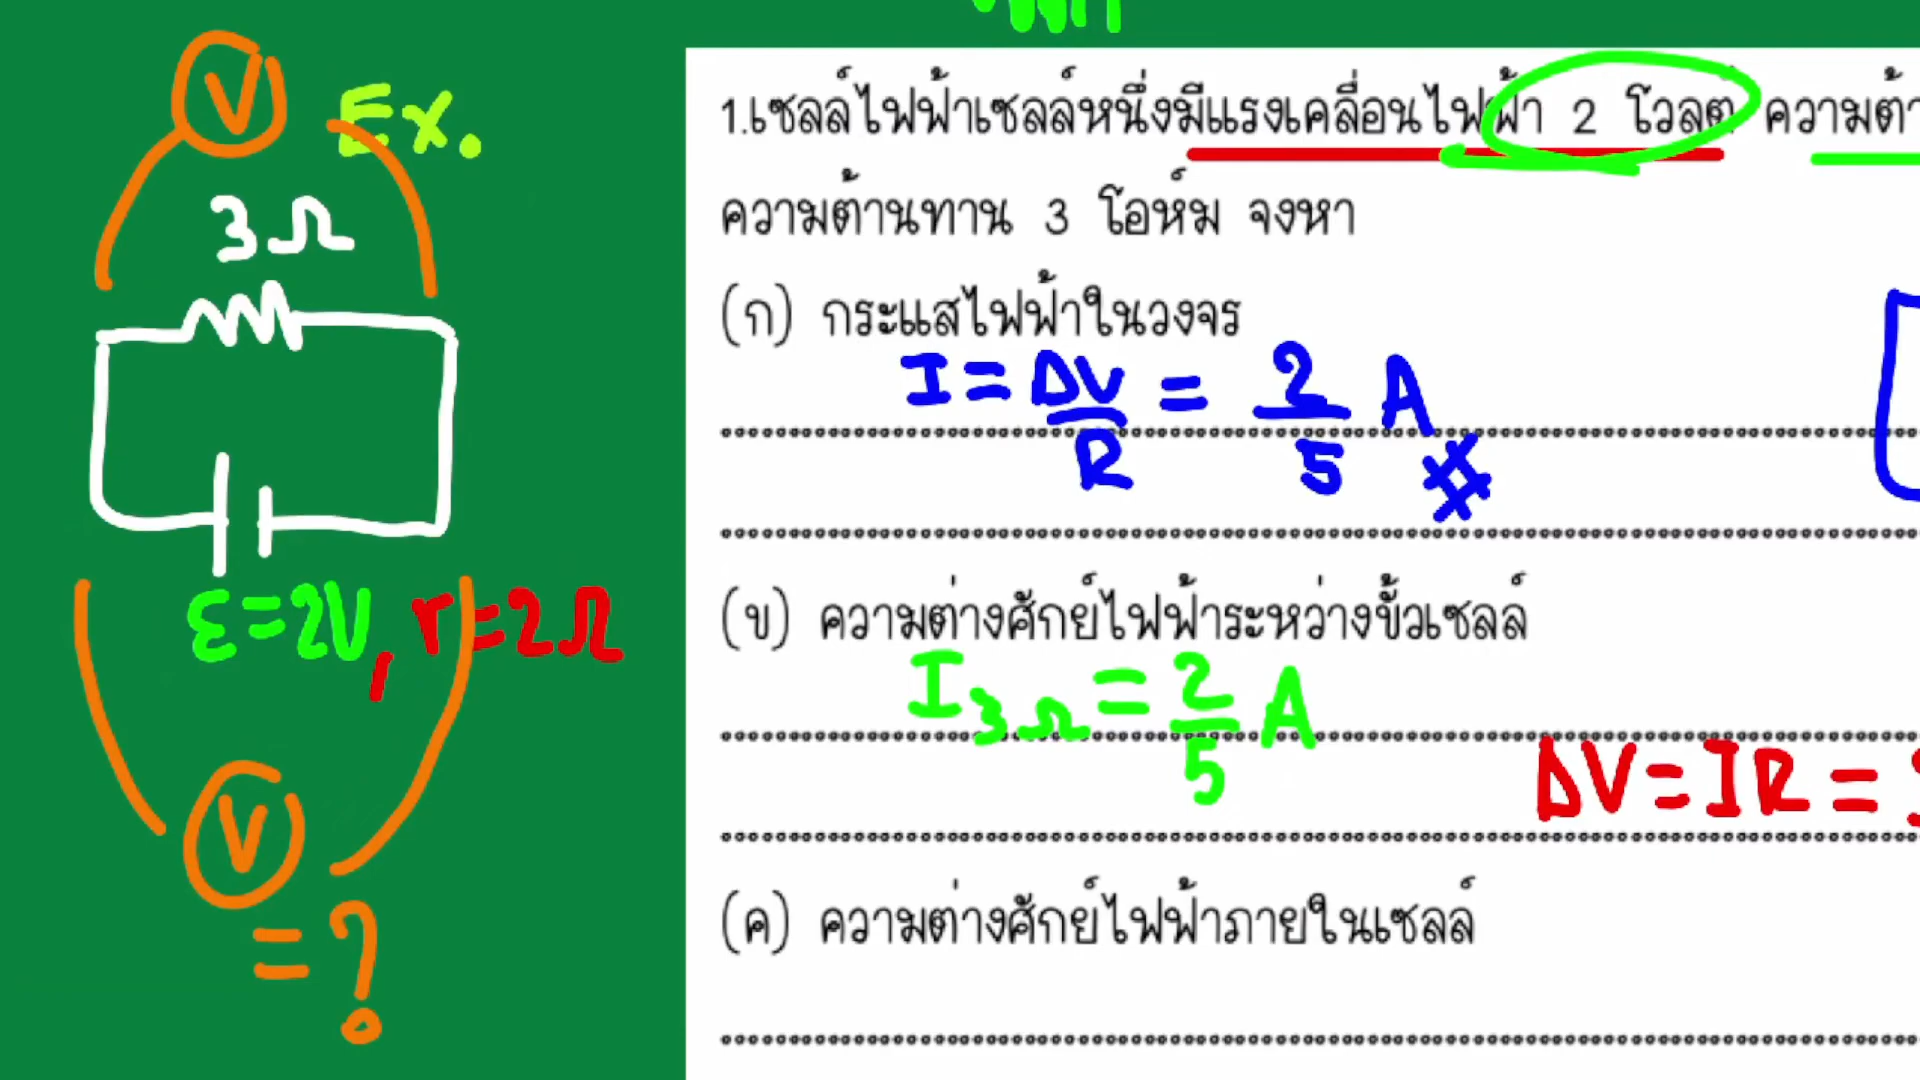 V
Ex.
3Ω
ε=2V, r=2Ω
V
=?
1.เซลล์ไฟฟ้าเซลล์หนึ่งมีแรงเคลื่อนไฟฟ้า 2 โวลต์ ความต้า
ความต้านทาน 3 โอห์ม จงหา
(ก) กระแสไฟฟ้าในวงจร
I = ΔV/R = 2/5 A #
(ข) ความต่างศักย์ไฟฟ้าระหว่างขั้วเซลล์
I3Ω = 2/5 A
ΔV = IR =
(ค) ความต่างศักย์ไฟฟ้าภายในเซลล์